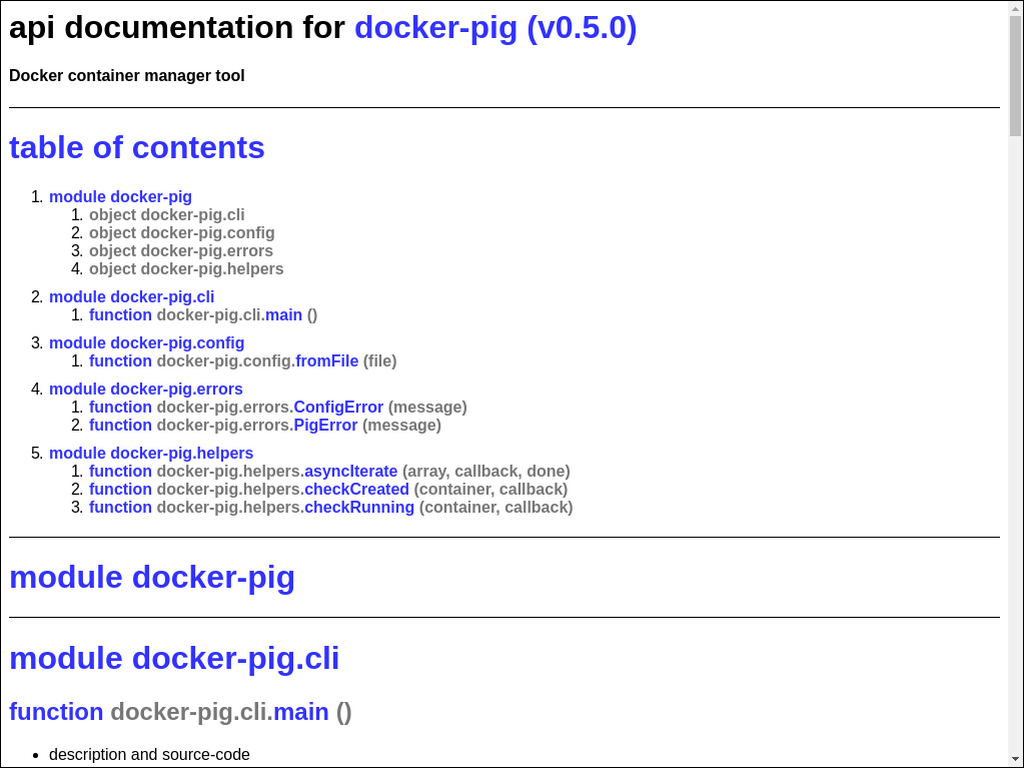 api documentation for docker-pig (v0.5.0)
Docker container manager tool
table of contents
1. module docker-pig
1. object docker-pig.cli
2. object docker-pig.config
3. object docker-pig.errors
4. object docker-pig.helpers
2. module docker-pig.cli
1. function docker-pig.cli.main ()
3. module docker-pig.config
1. function docker-pig.config.fromFile (file)
4. module docker-pig.errors
1. function docker-pig.errors.ConfigError (message)
2. function docker-pig.errors.PigError (message)
5. module docker-pig.helpers
1. function docker-pig.helpers.asyncIterate (array, callback, done)
2. function docker-pig.helpers.checkCreated (container, callback)
3. function docker-pig.helpers.checkRunning (container, callback)
module docker-pig
module docker-pig.cli
function docker-pig.cli.main ()
• description and source-code